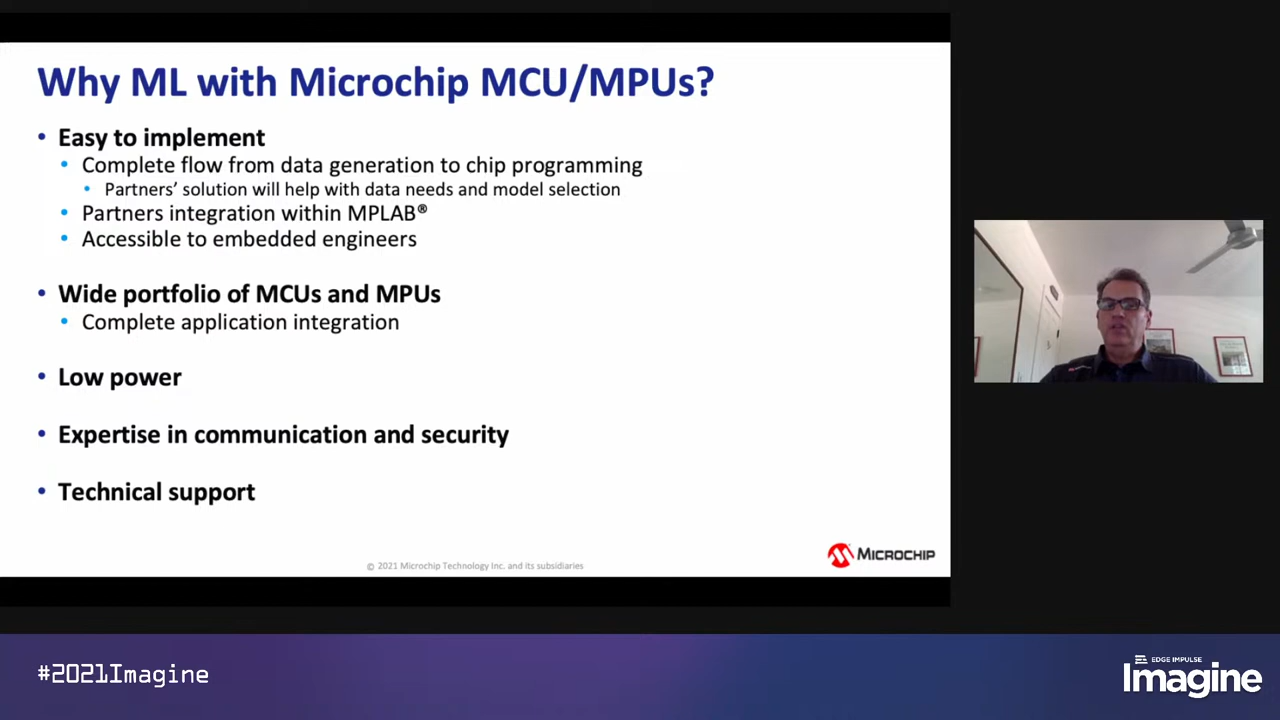 Why ML with Microchip MCU/MPUs?
• Easy to implement
• Complete flow from data generation to chip programming
• Partners' solution will help with data needs and model selection
• Partners integration within MPLAB®
• Accessible to embedded engineers
• Wide portfolio of MCUs and MPUs
• Complete application integration
• Low power
• Expertise in communication and security
• Technical support
MICROCHIP
© 2021 Microchip Technology Inc. and its subsidiaries
#2021Imagine
EDGE IMPULSE
Imagine